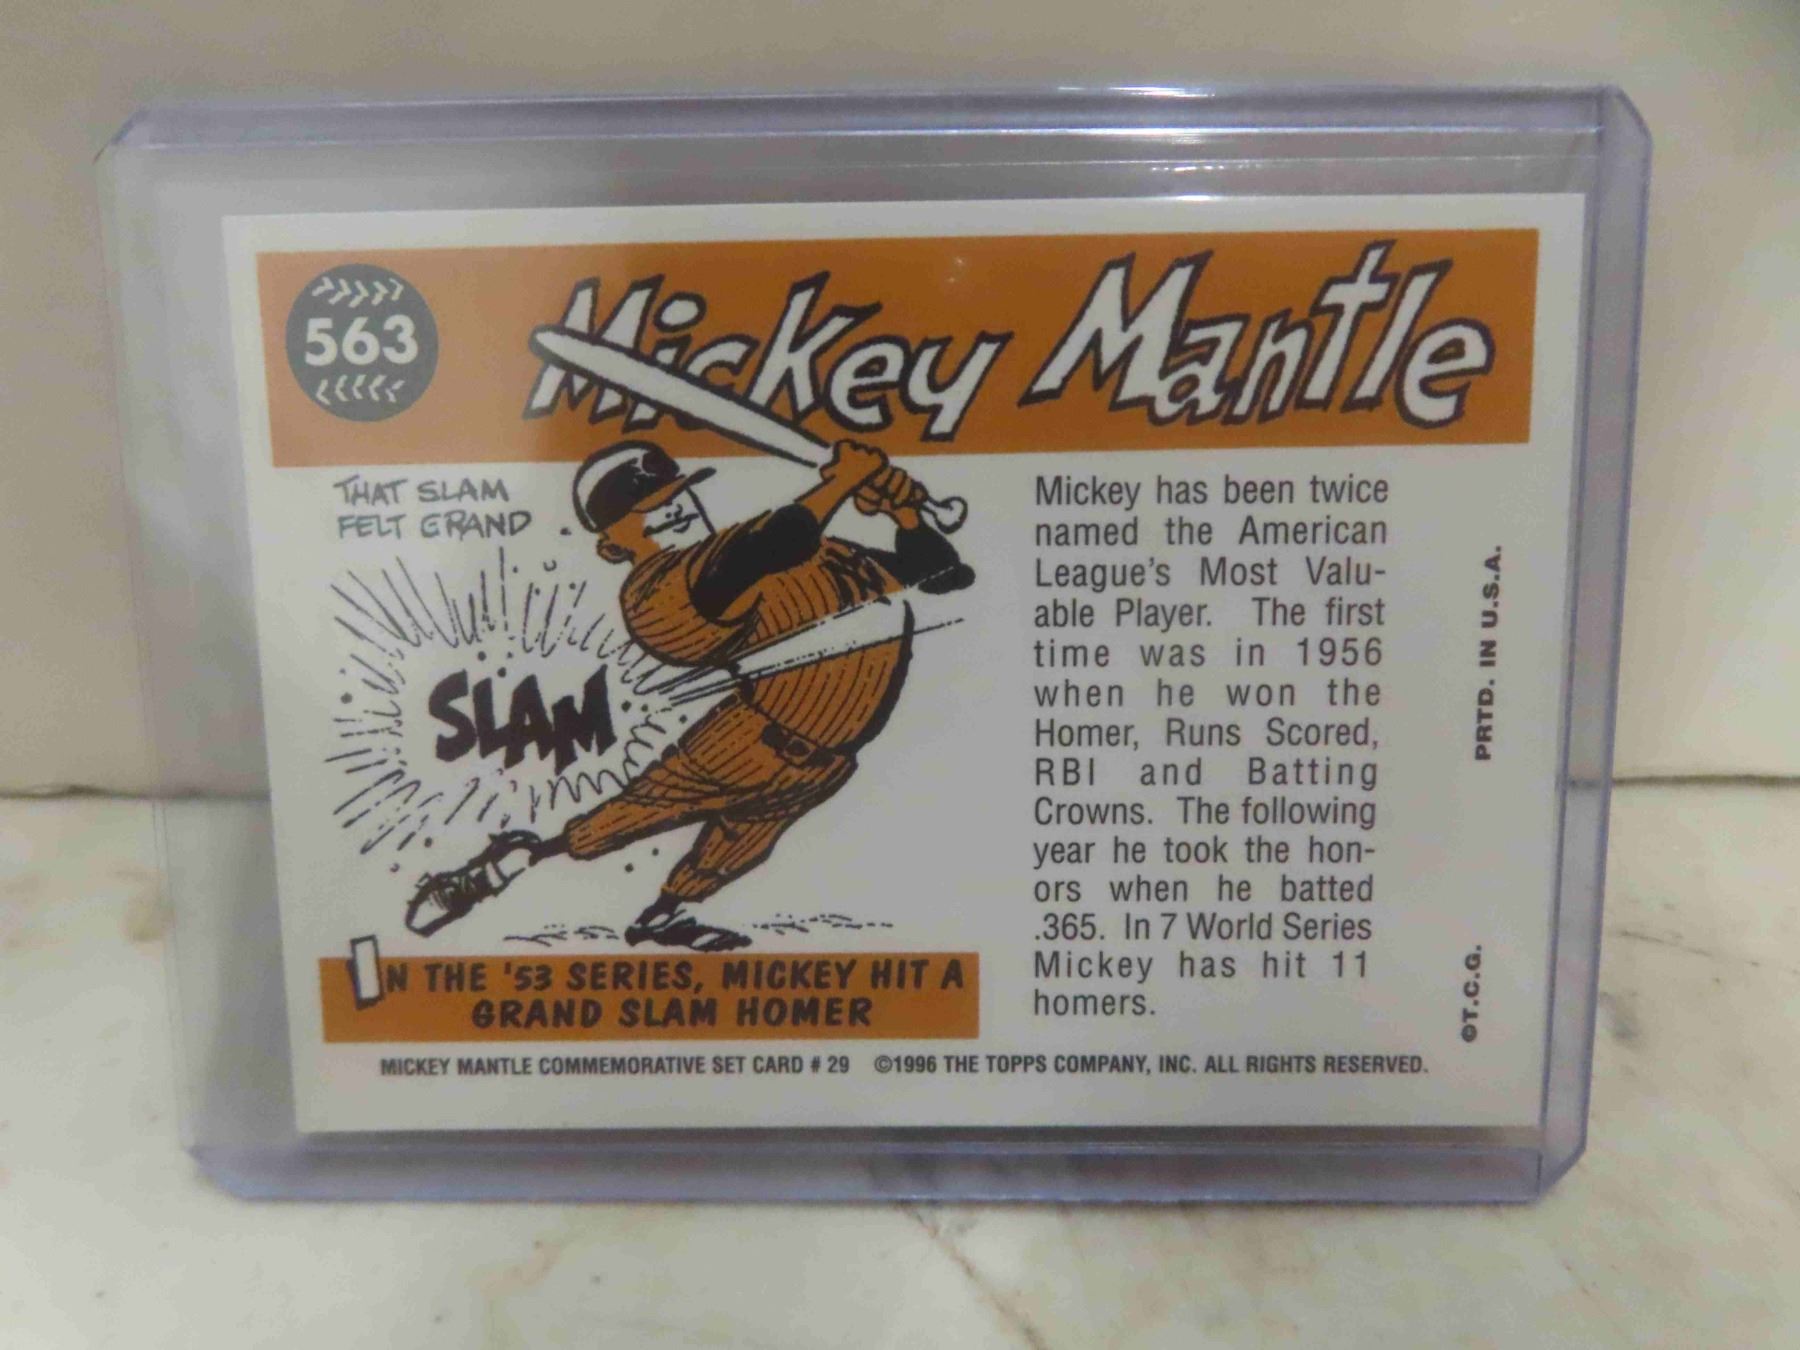 563
Mickey Mantle
THAT SLAM
FELT GRAND
SLAM
IN THE '53 SERIES, MICKEY HIT A
GRAND SLAM HOMER
Mickey has been twice
named the American
League's Most Valu-
able Player. The first
time was in 1956
when he won the
Homer, Runs Scored,
RBI and Batting
Crowns. The following
year he took the hon-
ors when he batted
.365. In 7 World Series
Mickey has hit 11
homers.
PRTD. IN U.S.A.
©T.C.G.
MICKEY MANTLE COMMEMORATIVE SET CARD # 29 ©1996 THE TOPPS COMPANY, INC. ALL RIGHTS RESERVED.